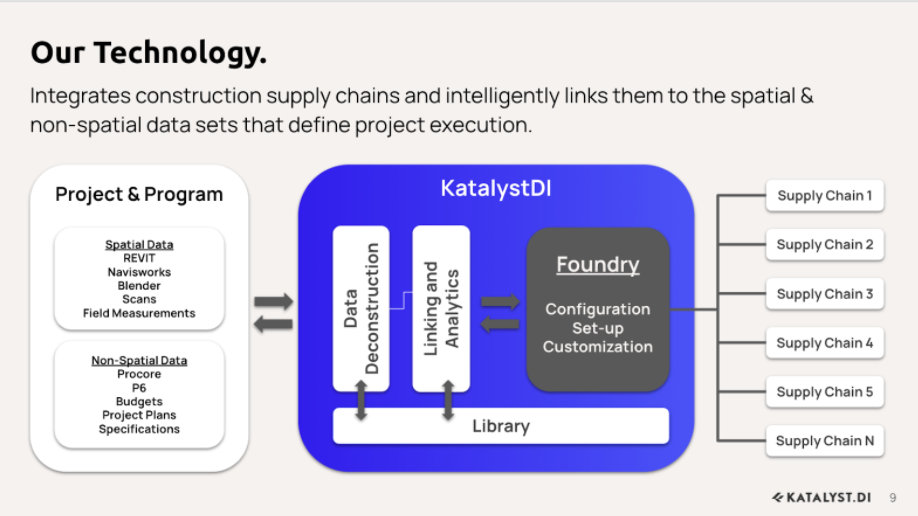 Our Technology.
Integrates construction supply chains and intelligently links them to the spatial &
non-spatial data sets that define project execution.
Project & Program
Spatial Data
REVIT
Navisworks
Blender
Scans
Field Measurements
Non-Spatial Data
Procore
P6
Budgets
Project Plans
Specifications
KatalystDI
Data
Deconstruction
Linking and
Analytics
Foundry
Configuration
Set-up
Customization
Library
Supply Chain 1
Supply Chain 2
Supply Chain 3
Supply Chain 4
Supply Chain 5
Supply Chain N
KATALYST.DI
9